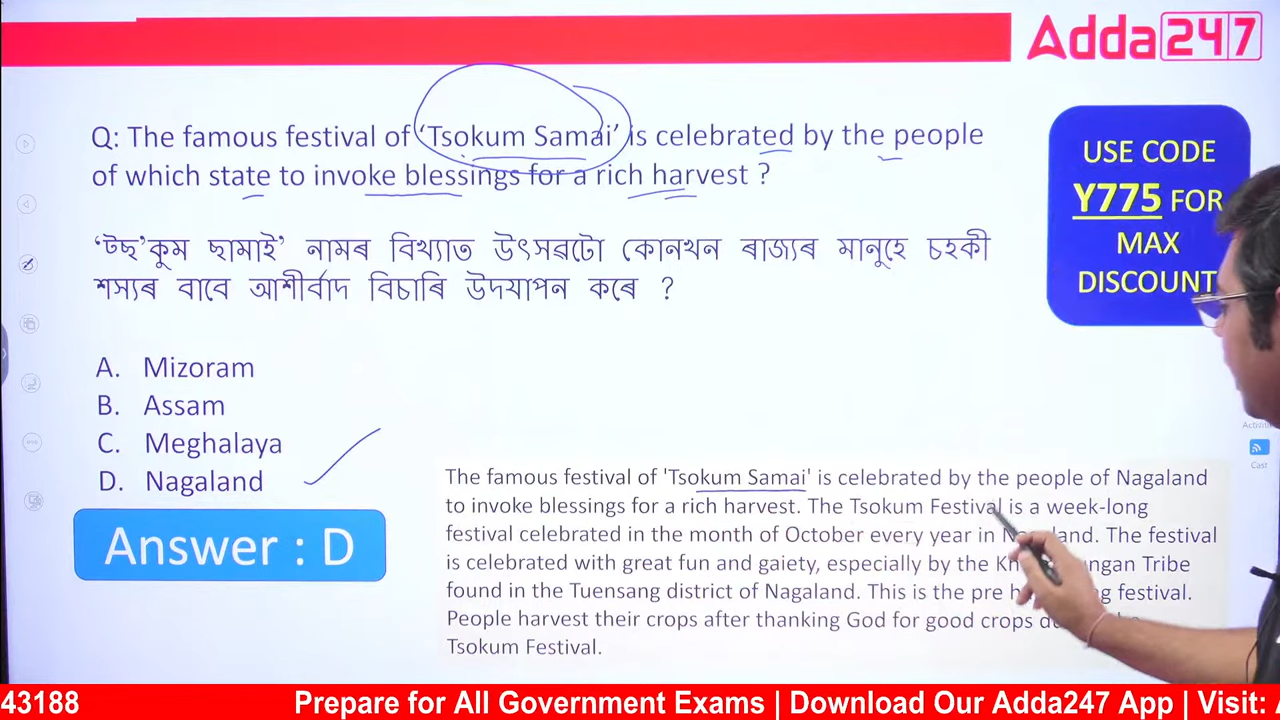 Adda247
Q: The famous festival of ‘Tsokum Samai’ is celebrated by the people
of which state to invoke blessings for a rich harvest ?
‘টছ’কুম ছামাই’ নামৰ বিখ্যাত উৎসৱটো কোনখন ৰাজ্যৰ মানুহে চহকী
শস্যৰ বাবে আশীৰ্বাদ বিচাৰি উদযাপন কৰে ?
USE CODE
Y775 FOR
MAX
DISCOUNT
A. Mizoram
B. Assam
C. Meghalaya
D. Nagaland
Answer : D
The famous festival of 'Tsokum Samai' is celebrated by the people of Nagaland
to invoke blessings for a rich harvest. The Tsokum Festival is a week-long
festival celebrated in the month of October every year in The festival
is celebrated with great fun and gaiety, especially by the Tribe
found in the Tuensang district of Nagaland. This is the pre festival.
People harvest their crops after thanking God for good crops
Tsokum Festival.
Cast
43188 Prepare for All Government Exams | Download Our Adda247 App | Visit: